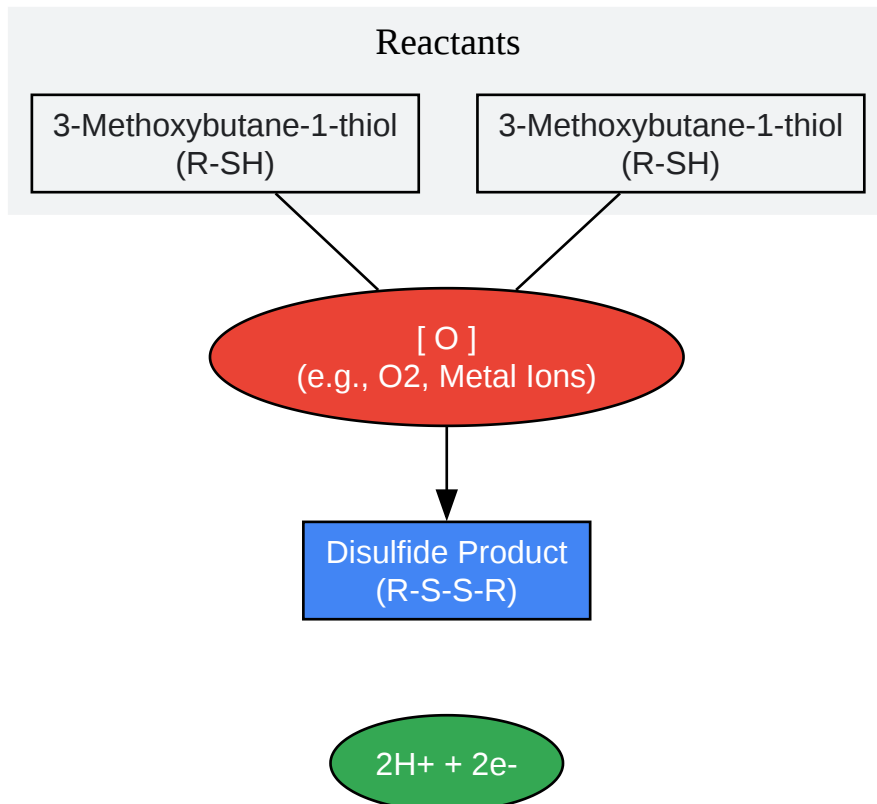 Reactants
3-Methoxybutane-1-thiol
(R-SH)
3-Methoxybutane-1-thiol
(R-SH)
[ O ]
(e.g., O2, Metal Ions)
Disulfide Product
(R-S-S-R)
2H+ + 2e-